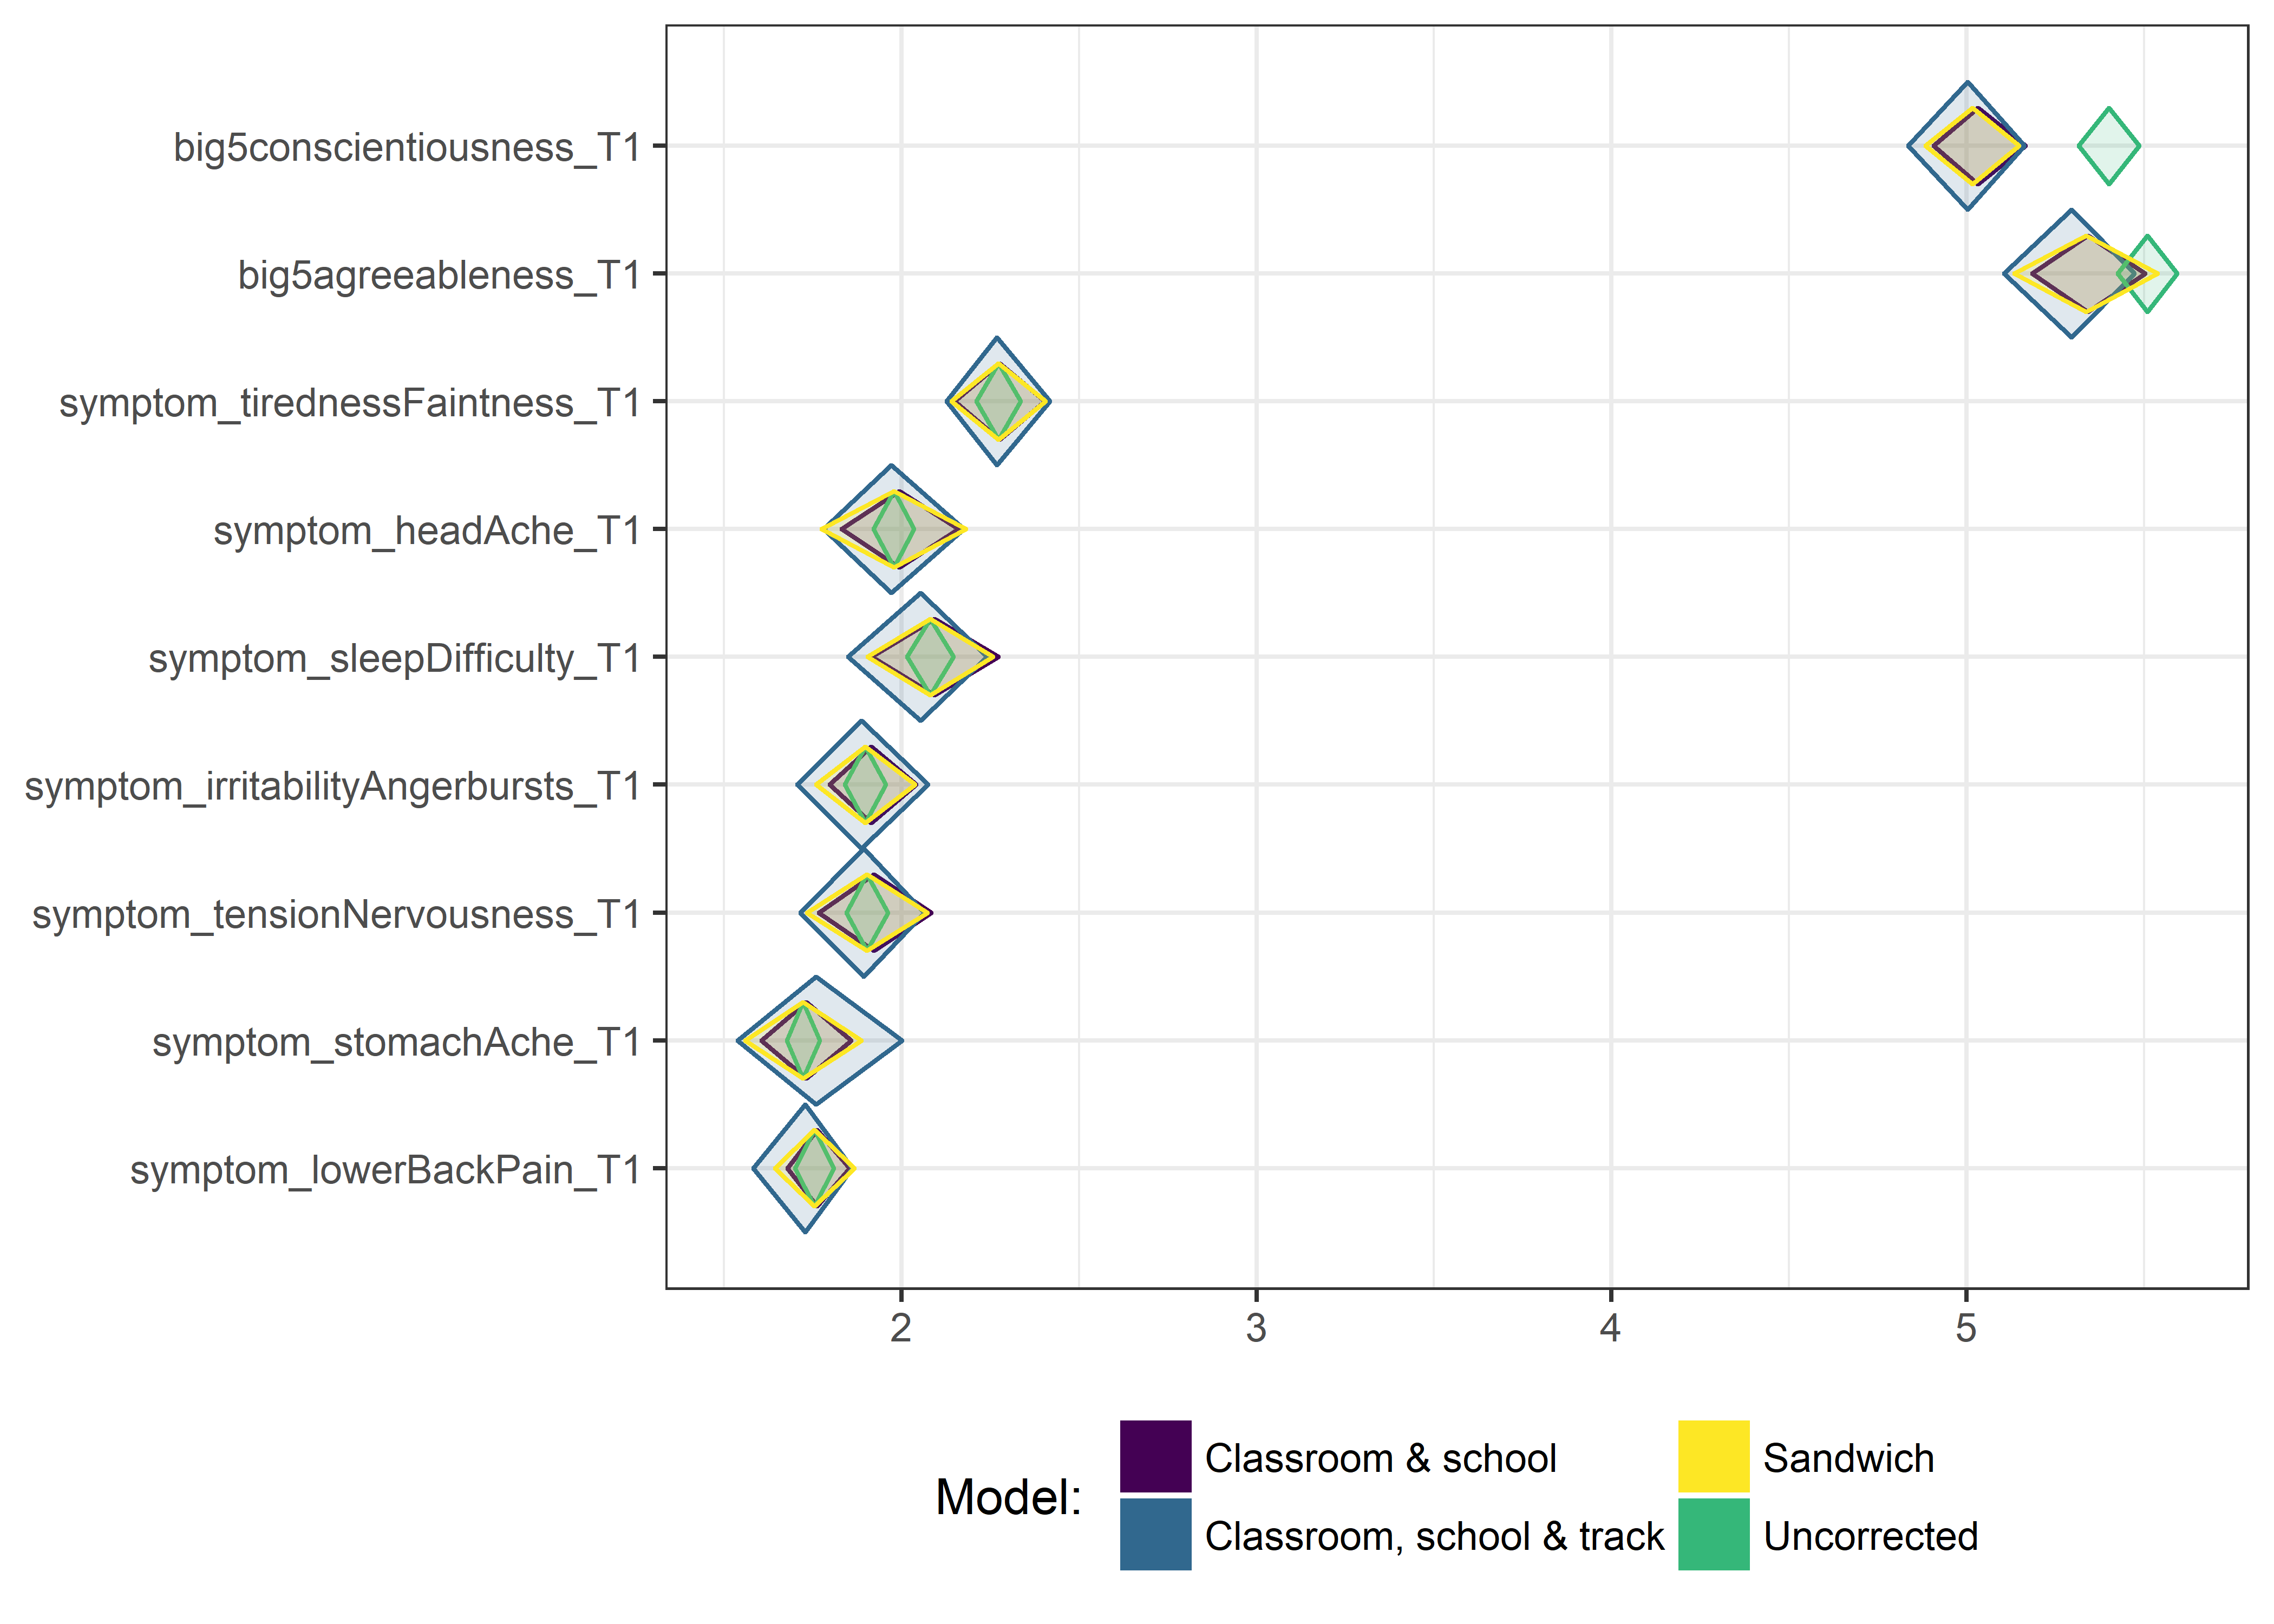 big5conscientiousness_T1
big5agreeableness_T1
symptom_tirednessFaintness_T1
symptom_headAche_T1
symptom_sleepDifficulty_T1
symptom_irritabilityAngerbursts_T1
symptom_tensionNervousness_T1
symptom_stomachAche_T1
symptom_lowerBackPain_T1
2 3 4 5
Model:
Classroom & school
Classroom, school & track
Sandwich
Uncorrected